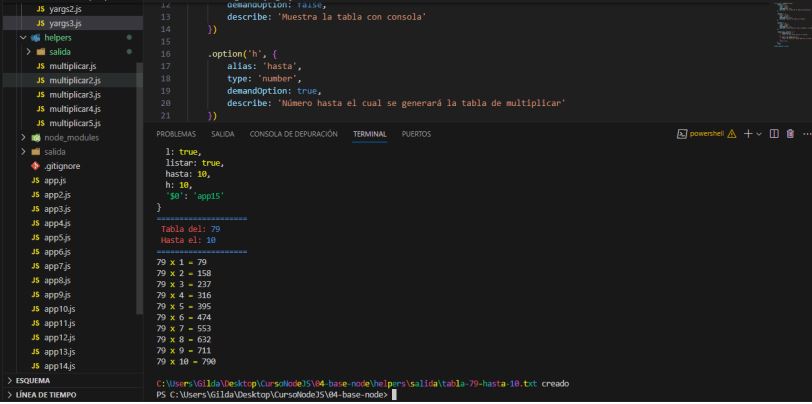 JS yargs2.js
JS yargs3.js
helpers
salida
JS multiplicar.js
JS multiplicar2.js
JS multiplicar3.js
JS multiplicar4.js
JS multiplicar5.js
node_modules
salida
.gitignore
JS app.js
JS app2.js
JS app3.js
JS app4.js
JS app5.js
JS app6.js
JS app7.js
JS app8.js
JS app9.js
JS app10.js
JS app11.js
JS app12.js
JS app13.js
JS app14.js
ESQUEMA
LÍNEA DE TIEMPO
12 demandOption: false,
13 describe: 'Muestra la tabla con consola'
14 })
15
16 .option('h', {
17 alias: 'hasta',
18 type: 'number',
19 demandOption: true,
20 describe: 'Número hasta el cual se generará la tabla de multiplicar'
21 })
PROBLEMAS SALIDA CONSOLA DE DEPURACIÓN TERMINAL PUERTOS powershell
l: true,
listar: true,
hasta: 10,
h: 10,
'$0': 'app15'
}
====================
Tabla del: 79
Hasta el: 10
====================
79 x 1 = 79
79 x 2 = 158
79 x 3 = 237
79 x 4 = 316
79 x 5 = 395
79 x 6 = 474
79 x 7 = 553
79 x 8 = 632
79 x 9 = 711
79 x 10 = 790
C:\Users\Gilda\Desktop\CursoNodeJS\04-base-node\helpers\salida\tabla-79-hasta-10.txt creado
PS C:\Users\Gilda\Desktop\CursoNodeJS\04-base-node>